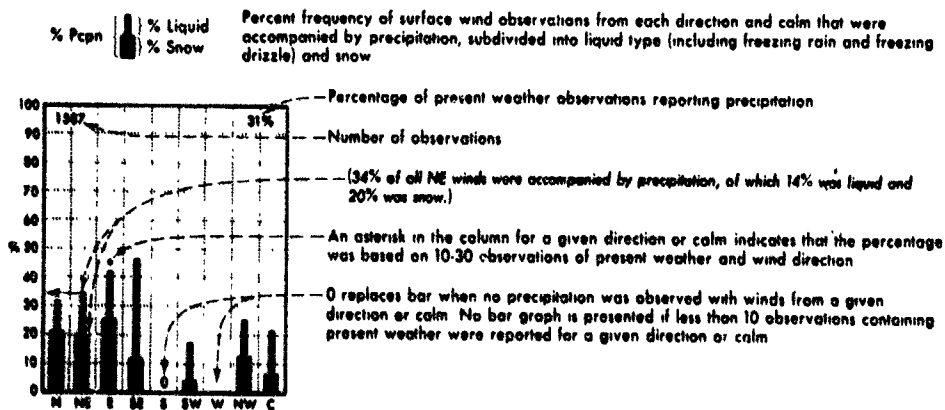 % Pcpn
% Liquid
% Snow
Percent frequency of surface wind observations from each direction and calm that were
accompanied by precipitation, subdivided into liquid type (including freezing rain and freezing
drizzle) and snow
Percentage of present weather observations reporting precipitation
Number of observations
(34% of all NE winds were accompanied by precipitation, of which 14% was liquid and
20% was snow.)
An asterisk in the column for a given direction or calm indicates that the percentage
was based on 10-30 observations of present weather and wind direction
0 replaces bar when no precipitation was observed with winds from a given
direction or calm No bar graph is presented if less than 10 observations containing
present weather were reported for a given direction or calm
100
90
80
70
60
%
50
40
30
20
10
0
31%
0
N NE E SE S SW W NW C